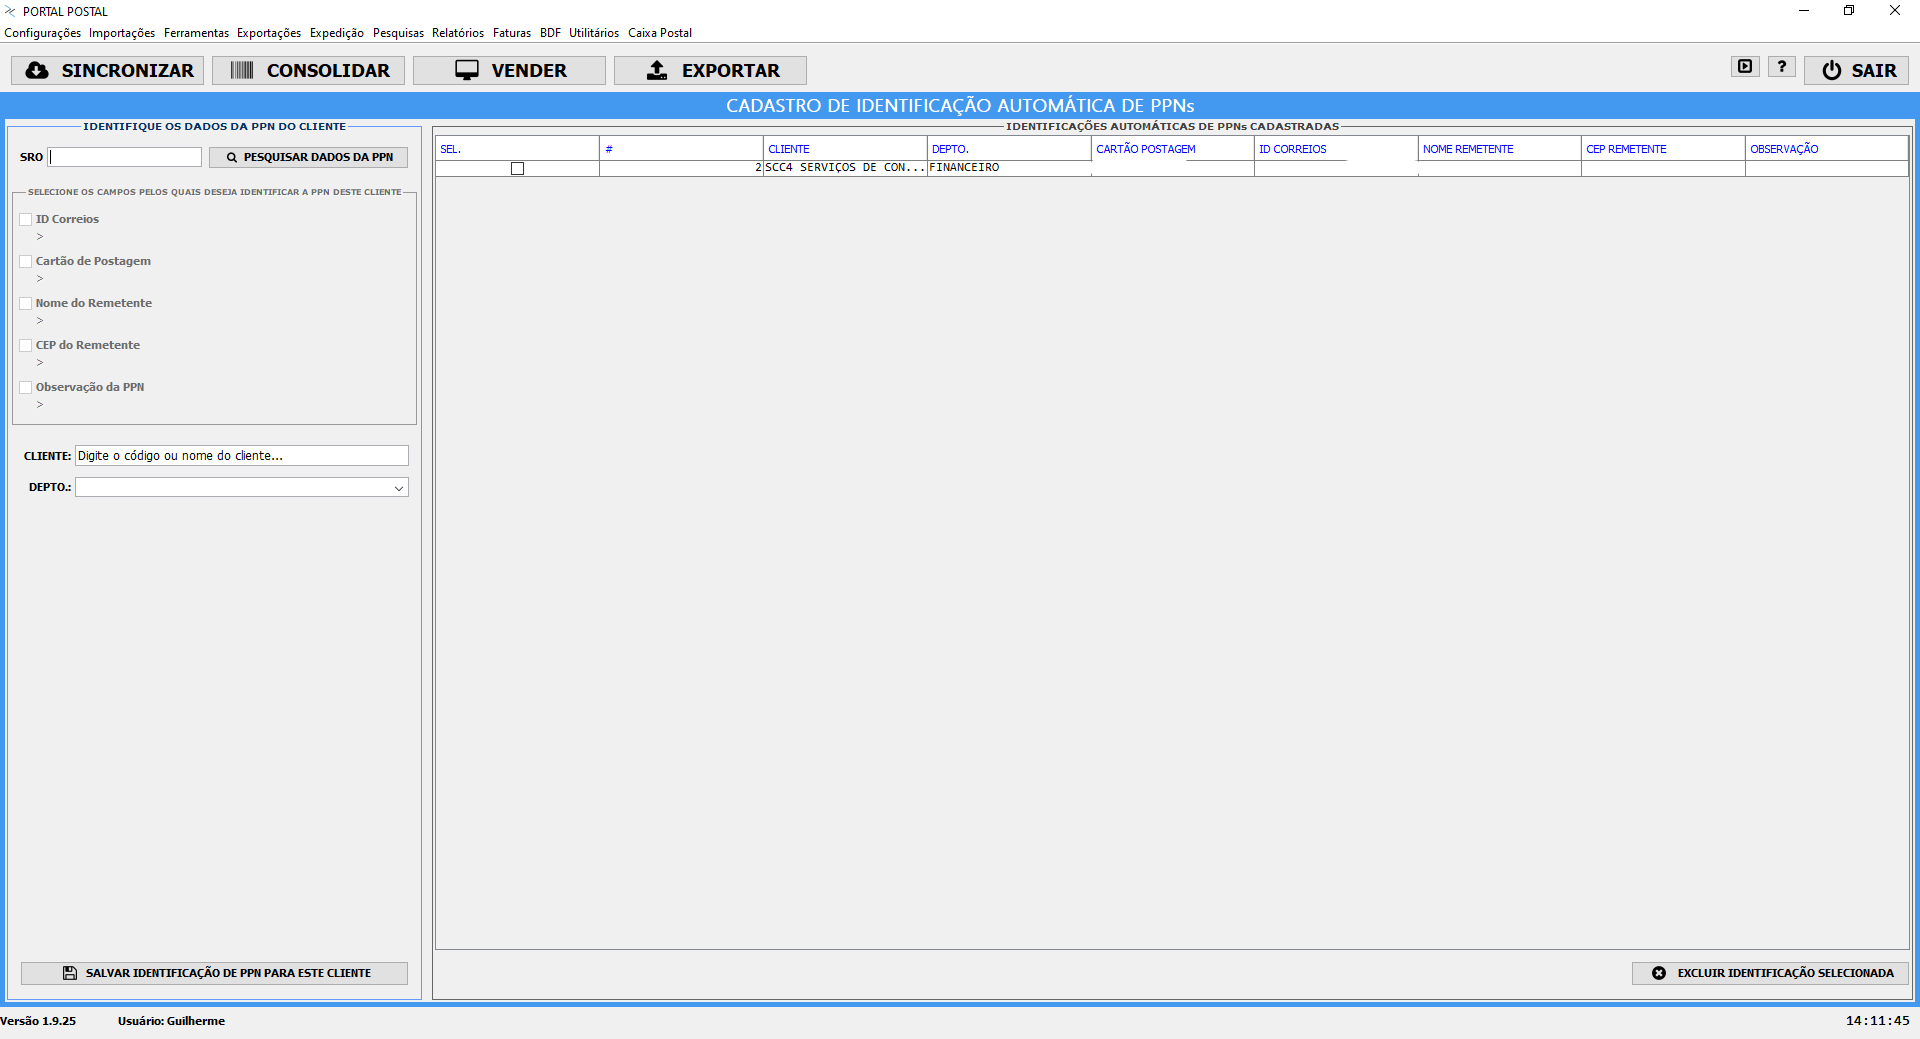 PORTAL POSTAL
Configurações Importações Ferramentas Exportações Expedição Pesquisas Relatórios Faturas BDF Utilitários Caixa Postal
SINCRONIZAR CONSOLIDAR VENDER EXPORTAR ? SAIR
CADASTRO DE IDENTIFICAÇÃO AUTOMÁTICA DE PPNs
IDENTIFIQUE OS DADOS DA PPN DO CLIENTE
SRO PESQUISAR DADOS DA PPN
SELECIONE OS CAMPOS PELOS QUAIS DESEJA IDENTIFICAR A PPN DESTE CLIENTE
ID Correios
>
Cartão de Postagem
>
Nome do Remetente
>
CEP do Remetente
>
Observação da PPN
>
CLIENTE: Digite o código ou nome do cliente...
DEPTO.:
SALVAR IDENTIFICAÇÃO DE PPN PARA ESTE CLIENTE
IDENTIFICAÇÕES AUTOMÁTICAS DE PPNs CADASTRADAS
SEL. # CLIENTE DEPTO. CARTÃO POSTAGEM ID CORREIOS NOME REMETENTE CEP REMETENTE OBSERVAÇÃO
2 SCC4 SERVIÇOS DE CON... FINANCEIRO
EXCLUIR IDENTIFICAÇÃO SELECIONADA
Versão 1.9.25 Usuário: Guilherme 14:11:45